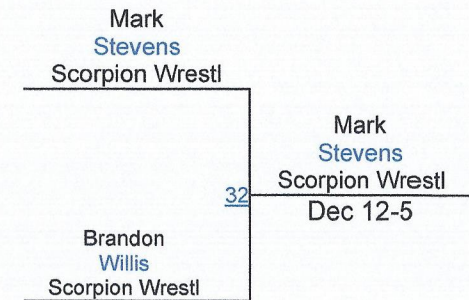 Mark
Stevens
Scorpion Wrestl
Mark
Stevens
Scorpion Wrestl
32
Dec 12-5
Brandon
Willis
Scorpion Wrestl